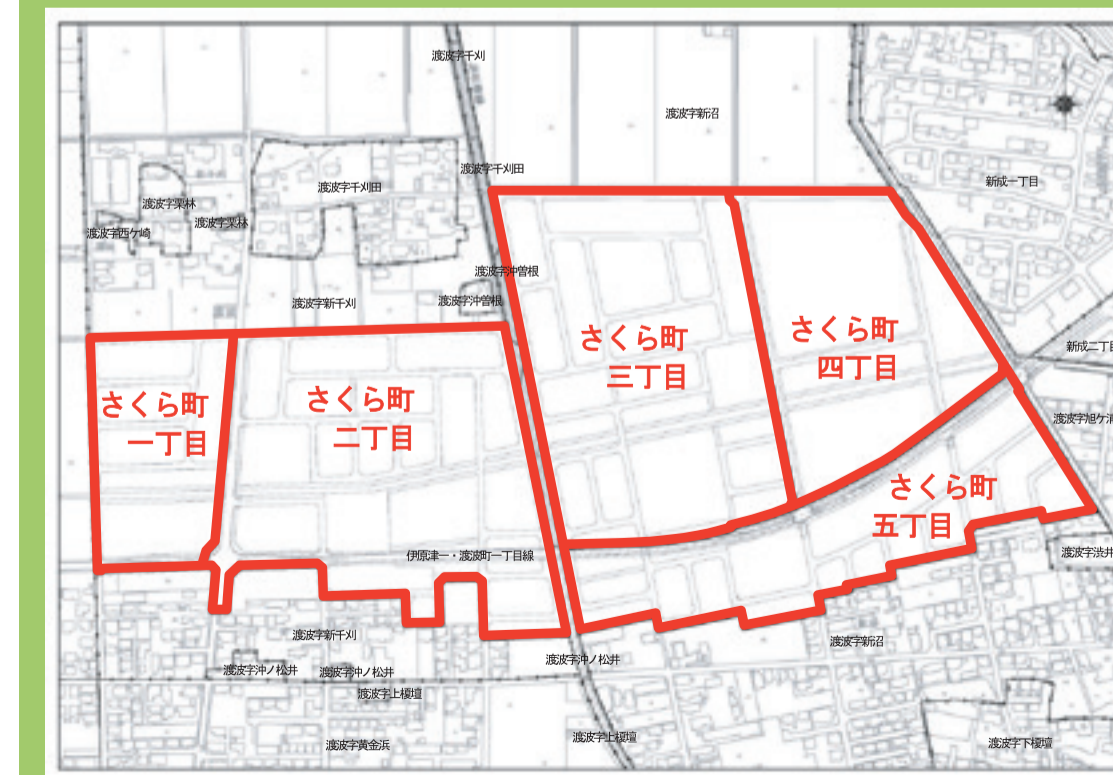 渡波字千刈
渡波字新沼
渡波字千刈田
新成一丁目
渡波字千刈田
渡波字栗林
渡波字栗林
渡波字西ケ崎
渡波字沖曽根
渡波字沖曽根
渡波字新千刈
さくら町
三丁目
さくら町
四丁目
新成二丁目
さくら町
一丁目
さくら町
二丁目
渡波字旭ケ浦
さくら町
五丁目
伊原津一・渡波町一丁目線
渡波字渋井
渡波字新千刈
渡波字新沼
渡波字沖ノ松井
渡波字沖ノ松井
渡波字沖ノ松井
渡波字上榎壇
渡波字上榎壇
渡波字黄金浜
渡波字下榎壇